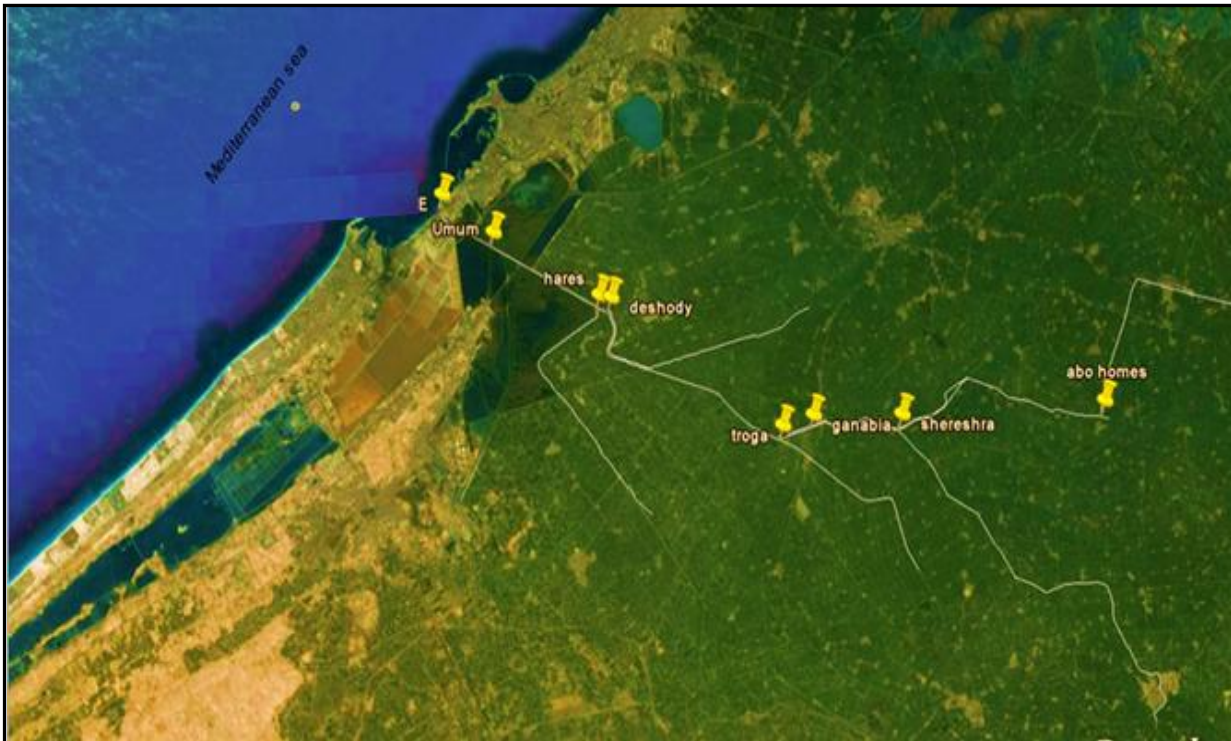 Mediterranean sea
E
Umum
hares
deshody
abo homes
troga
ganabia
shereshra